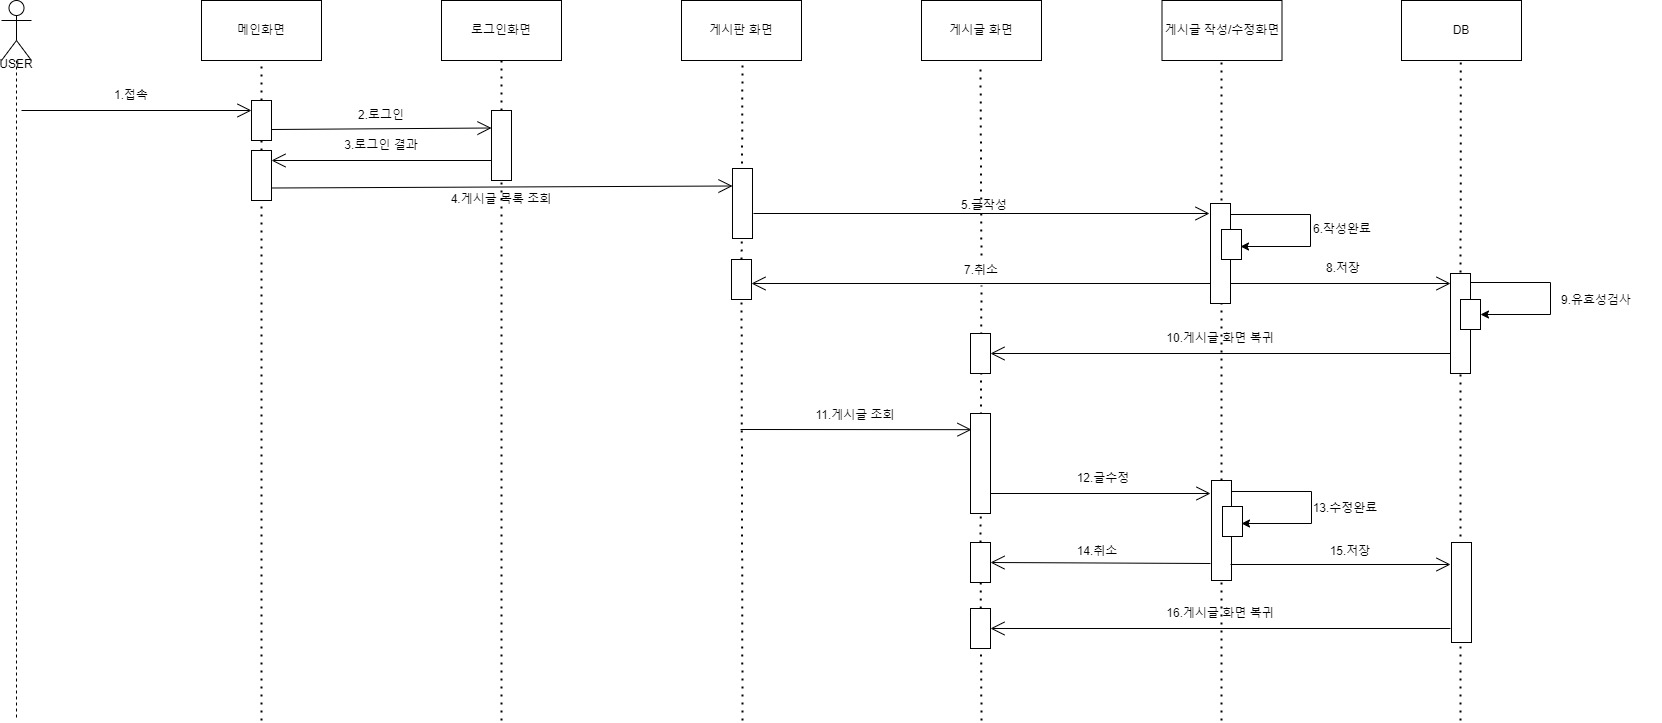 메인화면
로그인화면
게시판 화면
게시글 화면
게시글 작성/수정화면
DB
USER
1.접속
2.로그인
3.로그인 결과
4.게시글 목록 조회
5.글작성
6.작성완료
7.취소
8.저장
9.유효성검사
10.게시글 화면 복귀
11.게시글 조회
12.글수정
13.수정완료
14.취소
15.저장
16.게시글 화면 복귀